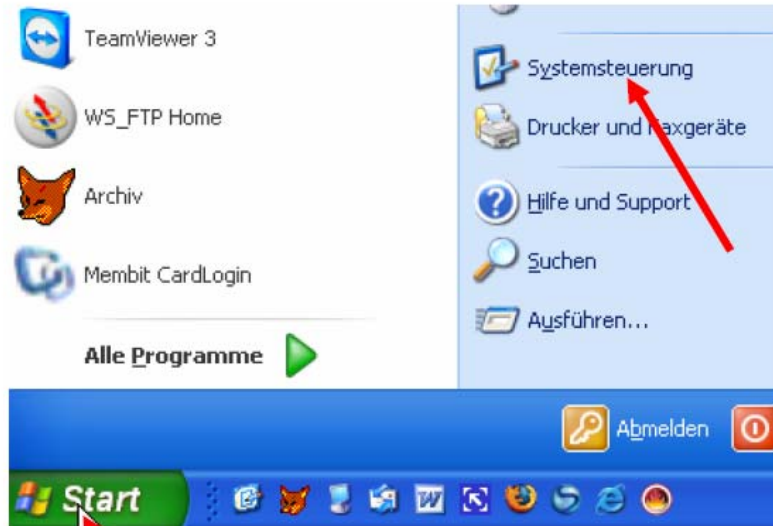 TeamViewer 3
WS_FTP Home
Archiv
Membit CardLogin
Alle Programme
Systemsteuerung
Drucker und Faxgeräte
Hilfe und Support
Suchen
Ausführen...
Abmelden
Start